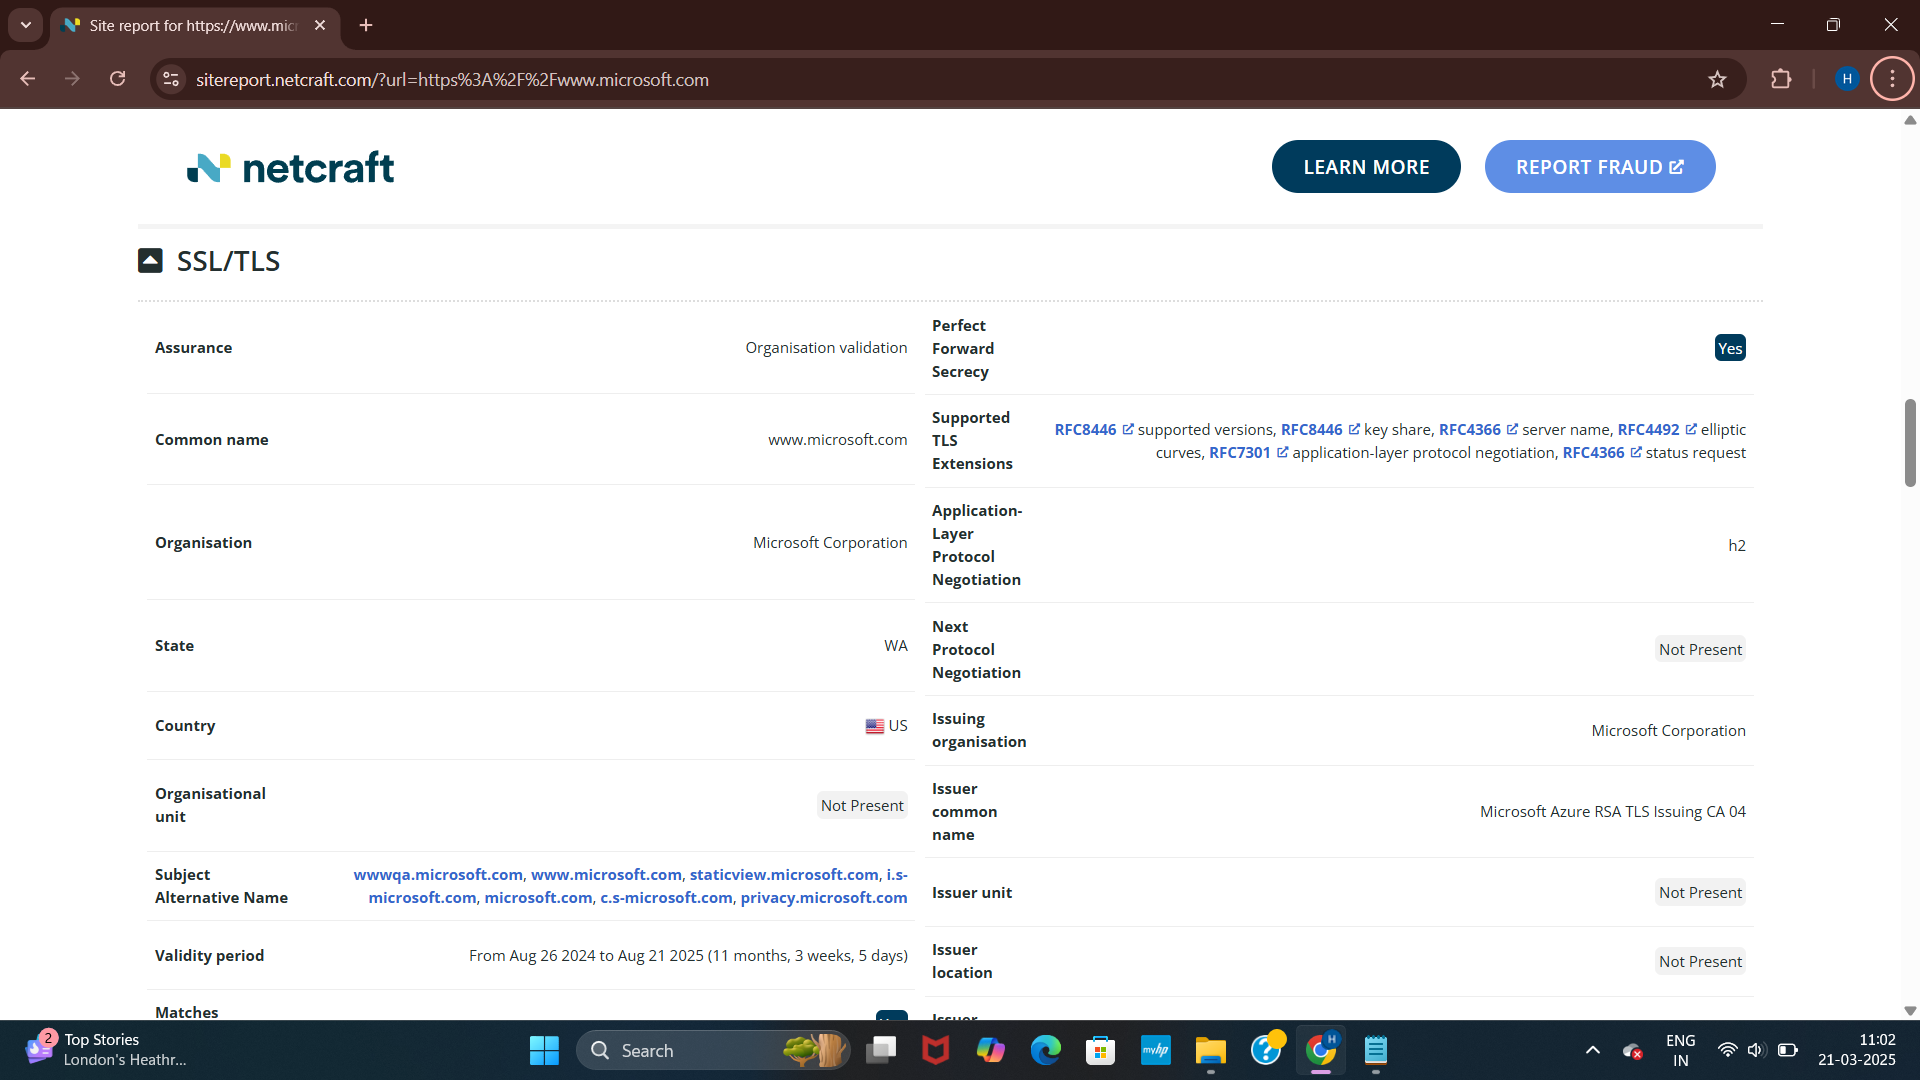 Site report for https://www.mic
sitereport.netcraft.com/?url=https%3A%2F%2Fwww.microsoft.com
H
netcraft
LEARN MORE
REPORT FRAUD
SSL/TLS
Assurance
Organisation validation
Common name
www.microsoft.com
Organisation
Microsoft Corporation
State
WA
Country
US
Organisational
unit
Not Present
Subject
Alternative Name
wwwqa.microsoft.com, www.microsoft.com, staticview.microsoft.com, i.s-
microsoft.com, microsoft.com, c.s-microsoft.com, privacy.microsoft.com
Validity period
From Aug 26 2024 to Aug 21 2025 (11 months, 3 weeks, 5 days)
Matches
Perfect
Forward
Secrecy
Yes
Supported
TLS
Extensions
RFC8446 supported versions, RFC8446 key share, RFC4366 server name, RFC4492 elliptic
curves, RFC7301 application-layer protocol negotiation, RFC4366 status request
Application-
Layer
Protocol
Negotiation
h2
Next
Protocol
Negotiation
Not Present
Issuing
organisation
Microsoft Corporation
Issuer
common
name
Microsoft Azure RSA TLS Issuing CA 04
Issuer unit
Not Present
Issuer
location
Not Present
Issuer
2
Top Stories
London's Heathr...
Search
myhp
H
ENG
IN
11:02
21-03-2025